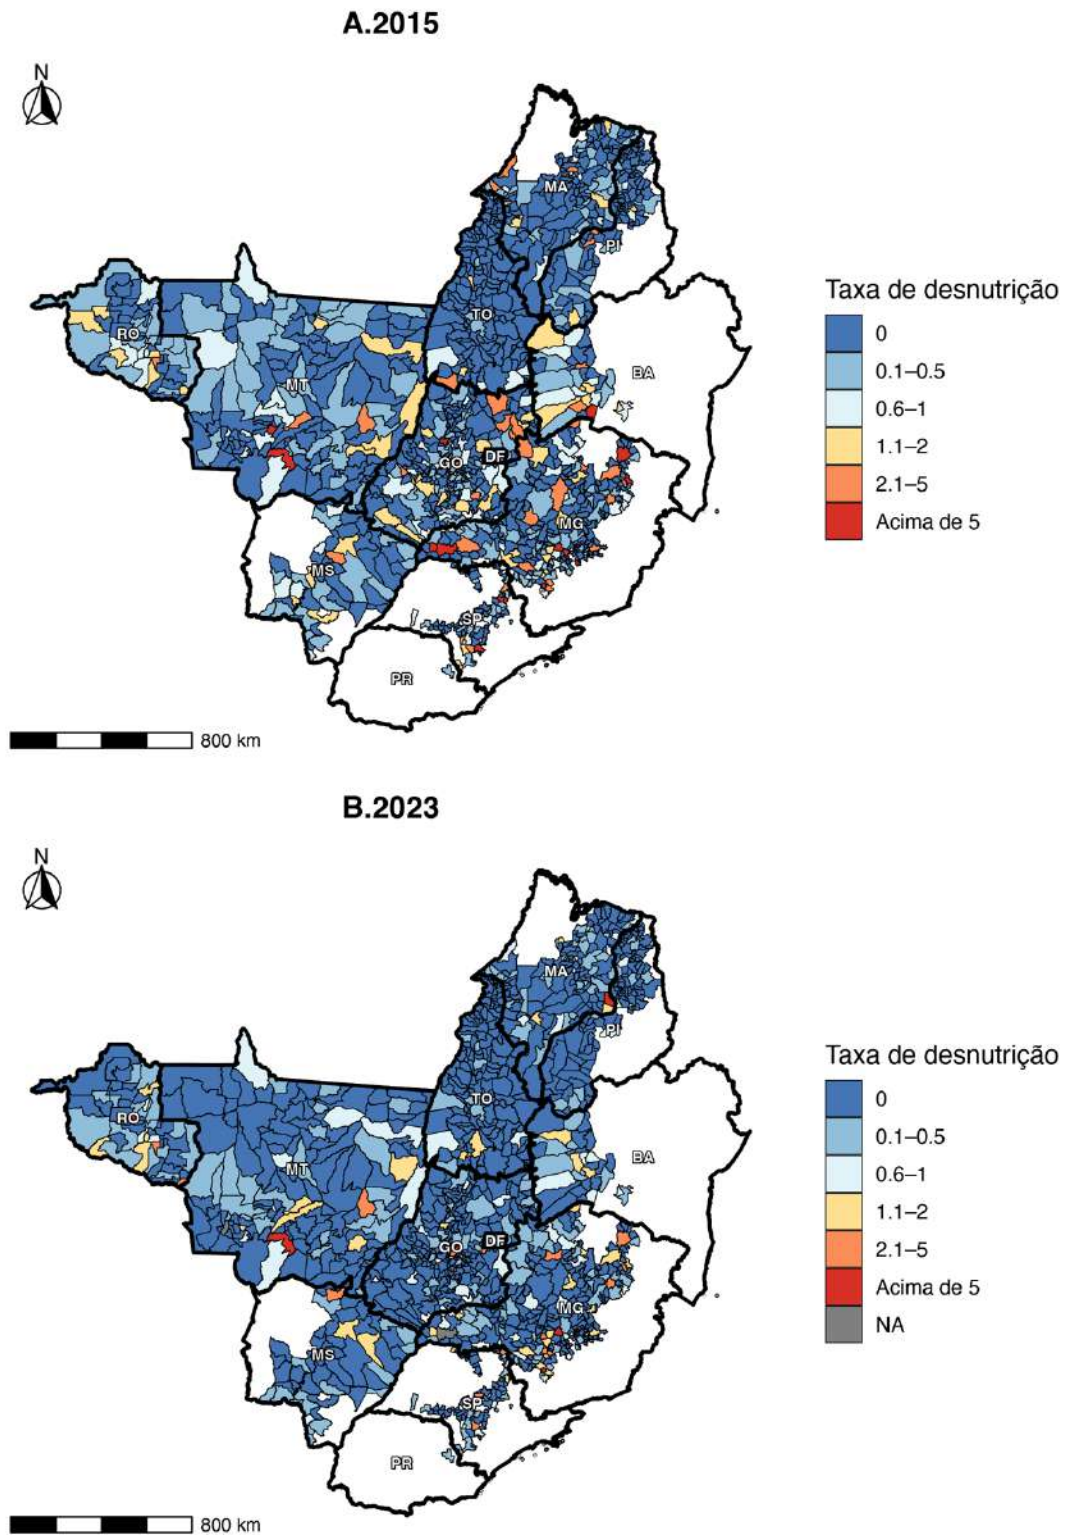 A.2015
N
MA
PI
TO
RO
BA
MT
GO
DF
MG
MS
SP
PR
800 km
Taxa de desnutrição
0
0.1–0.5
0.6–1
1.1–2
2.1–5
Acima de 5
B.2023
N
MA
PI
TO
RO
BA
MT
GO
DF
MG
MS
SP
PR
800 km
Taxa de desnutrição
0
0.1–0.5
0.6–1
1.1–2
2.1–5
Acima de 5
NA